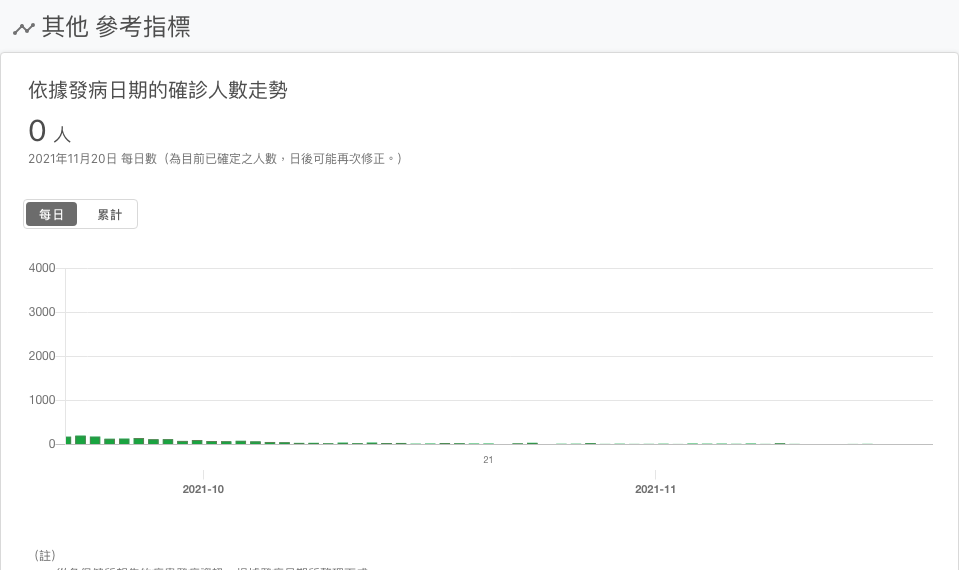 其他 參考指標
依據發病日期的確診人數走勢
0 人
2021年11月20日 每日數（為目前已確定之人數，日後可能再次修正。）
每日 累計
4000
3000
2000
1000
0
21
2021-10 2021-11
（註）